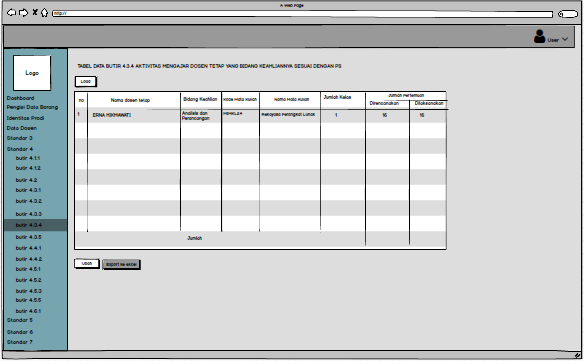 A Web Page
http://
User
Logo
Dashboard
Pengisi Data Borang
Identitas Prodi
Data Dosen
Standar 3
Standar 4
butir 4.1.1
butir 4.1.2
butir 4.2
butir 4.3.1
butir 4.3.2
butir 4.3.3
butir 4.3.4
butir 4.3.5
butir 4.4.1
butir 4.4.2
butir 4.5.1
butir 4.5.2
butir 4.5.3
butir 4.5.5
butir 4.6.1
Standar 5
Standar 6
Standar 7
TABEL DATA BUTIR 4.3.4 AKTIVITAS MENGAJAR DOSEN TETAP YANG BIDANG KEAHLIANNYA SESUAI DENGAN PS
Load
no Nama dosen tetap Bidang Keahlian Kode Mata Kuliah Nama Mata Kuliah Jumlah Kelas Jumlah Pertemuan
Direncanakan Dilaksanakan
1 ERNA HIKMAWATI Analisis dan Perancangan Rekayasa Perangkat Lunak 1 16 16
Jumlah
Ubah Export ke excel